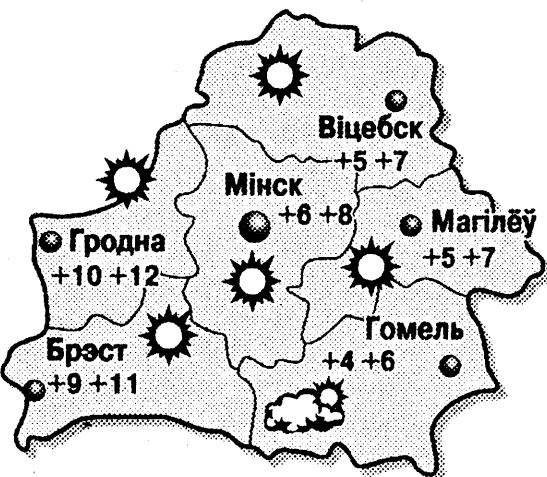 Віцебск
+5 +7
Мінск
+6 +8
Магілёў
+5 +7
Гродна
+10 +12
Гомель
+4 +6
Брэст
+9 +11